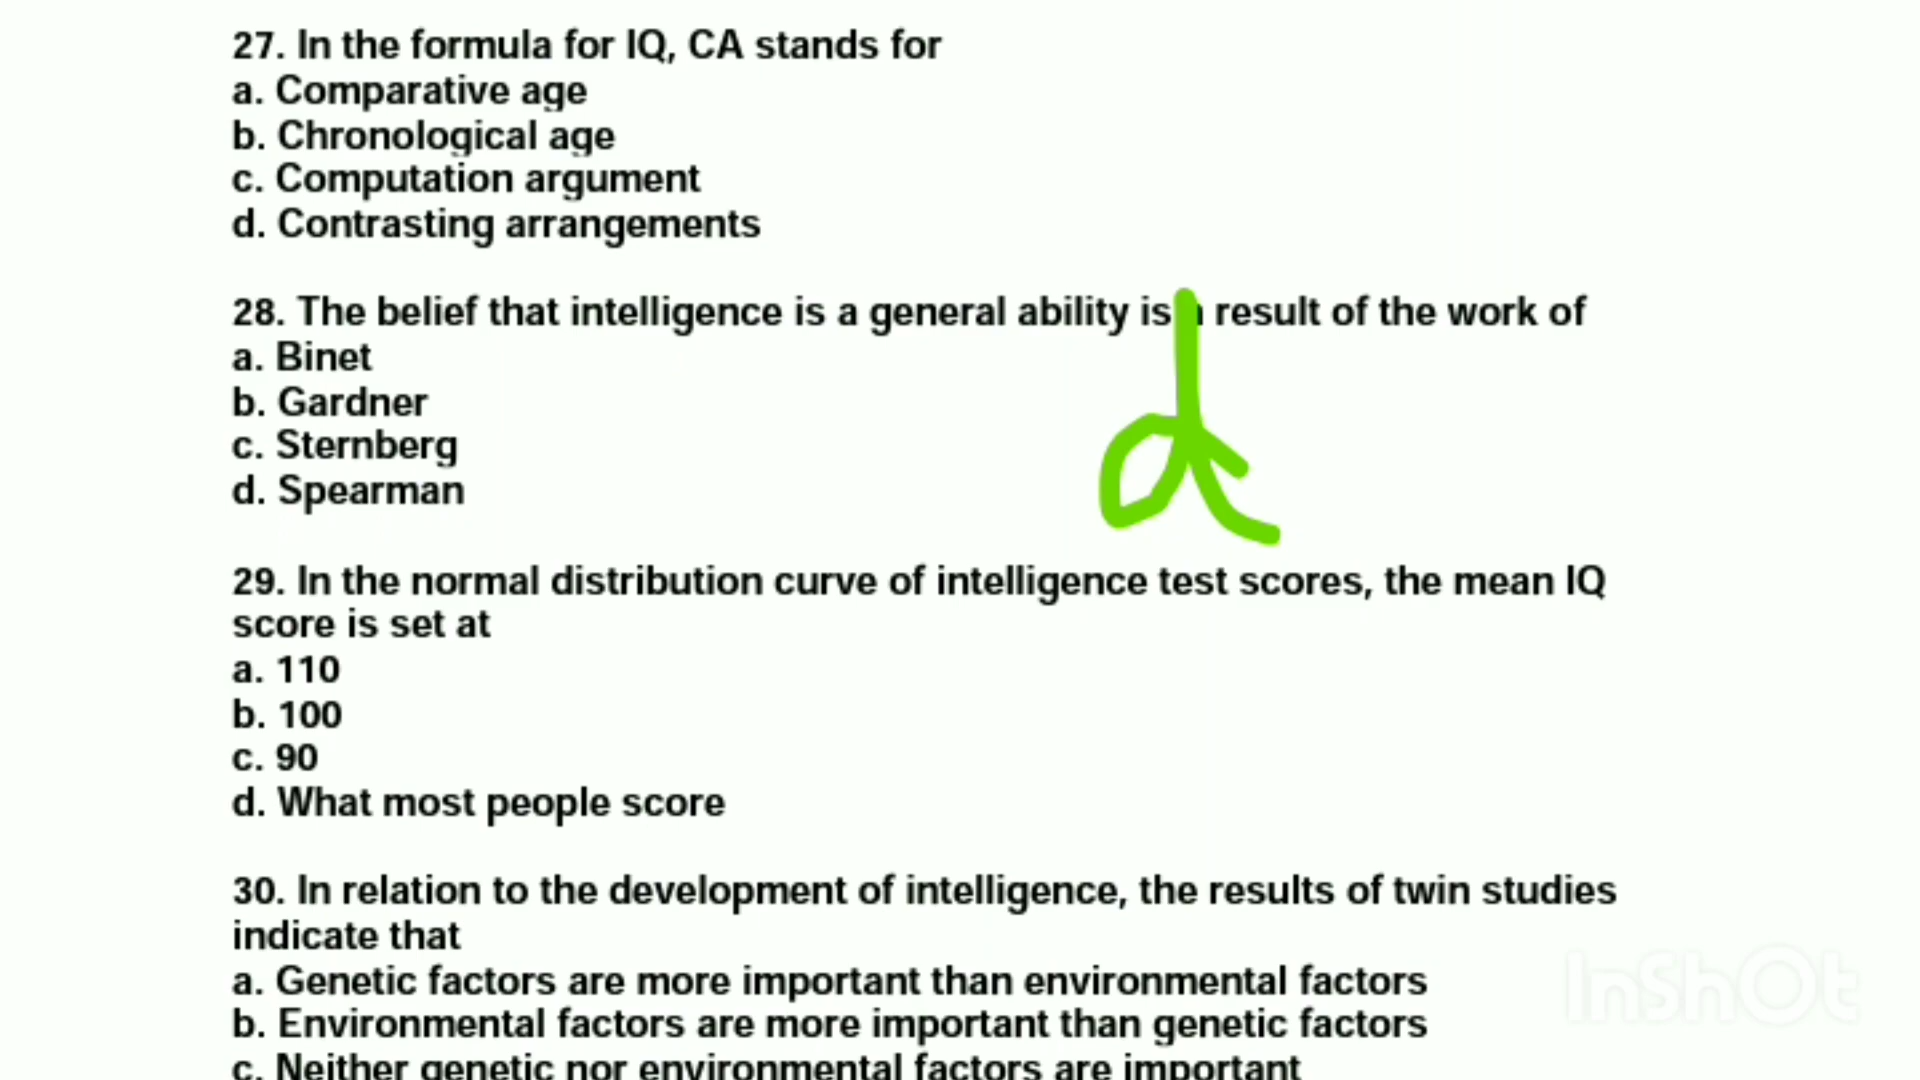 27. In the formula for IQ, CA stands for
a. Comparative age
b. Chronological age
c. Computation argument
d. Contrasting arrangements
28. The belief that intelligence is a general ability is result of the work of
a. Binet
b. Gardner
c. Sternberg
d. Spearman
d
29. In the normal distribution curve of intelligence test scores, the mean IQ
score is set at
a. 110
b. 100
c. 90
d. What most people score
30. In relation to the development of intelligence, the results of twin studies
indicate that
a. Genetic factors are more important than environmental factors
b. Environmental factors are more important than genetic factors
c. Neither genetic nor environmental factors are important
InShOt